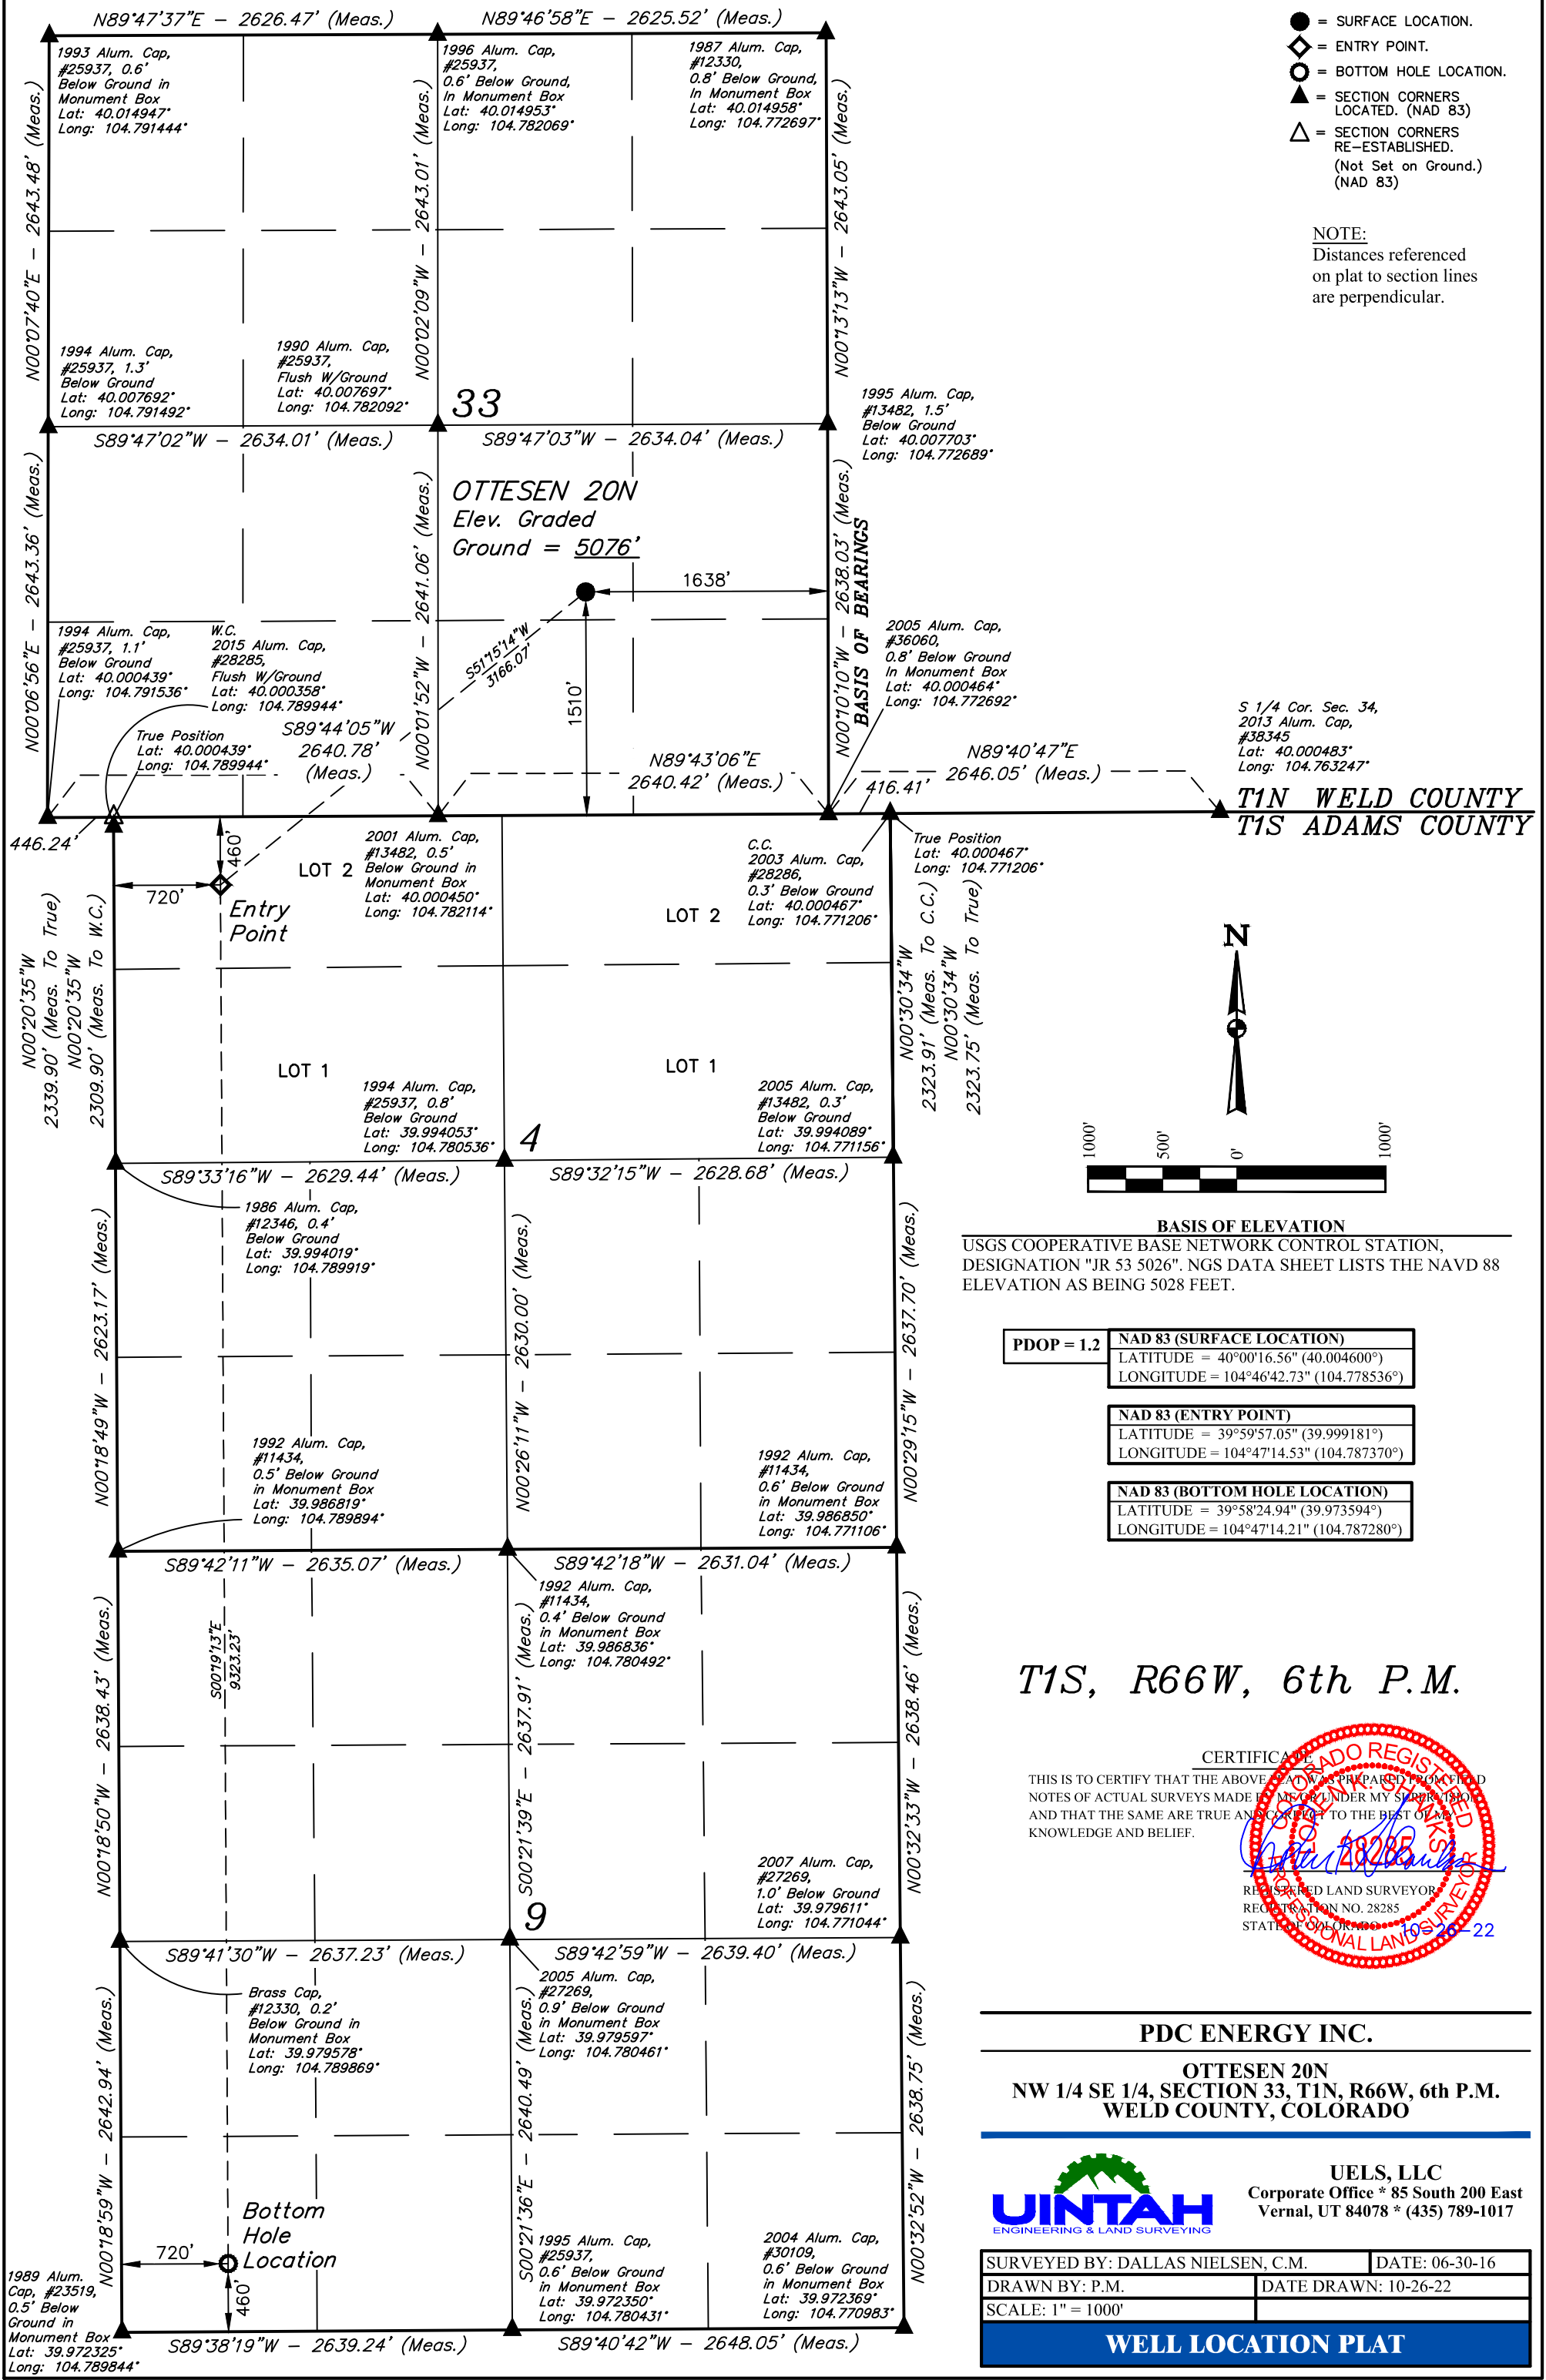 N89°47'37"E - 2626.47' (Meas.)
N89°46'58"E - 2625.52' (Meas.)
1993 Alum. Cap,
#25937, 0.6'
Below Ground in
Monument Box
Lat: 40.014947°
Long: 104.791444°
1996 Alum. Cap,
#25937,
0.6' Below Ground,
In Monument Box
Lat: 40.014953°
Long: 104.782069°
1987 Alum. Cap,
#12330,
0.8' Below Ground,
In Monument Box
Lat: 40.014958°
Long: 104.772697°
= SURFACE LOCATION.
= ENTRY POINT.
= BOTTOM HOLE LOCATION.
= SECTION CORNERS
LOCATED. (NAD 83)
= SECTION CORNERS
RE-ESTABLISHED.
(Not Set on Ground.)
(NAD 83)
NOTE:
Distances referenced
on plat to section lines
are perpendicular.
N00°07'40"E - 2643.48' (Meas.)
N00°02'09"W - 2643.01' (Meas.)
N00°13'13"W - 2643.05' (Meas.)
1994 Alum. Cap,
#25937, 1.3'
Below Ground
Lat: 40.007692°
Long: 104.791492°
1990 Alum. Cap,
#25937,
Flush W/Ground
Lat: 40.007697°
Long: 104.782092°
33
1995 Alum. Cap,
#13482, 1.5'
Below Ground
Lat: 40.007703°
Long: 104.772689°
S89°47'02"W - 2634.01' (Meas.)
S89°47'03"W - 2634.04' (Meas.)
OTTESEN 20N
Elev. Graded
Ground = 5076'
1638'
1510'
S51°15'14"W
3166.07'
N00°06'56"E - 2643.36' (Meas.)
N00°01'52"W - 2641.06' (Meas.)
N00°10'10"W - 2638.03' (Meas.)
BASIS OF BEARINGS
1994 Alum. Cap,
#25937, 1.1'
Below Ground
Lat: 40.000439°
Long: 104.791536°
W.C.
2015 Alum. Cap,
#28285,
Flush W/Ground
Lat: 40.000358°
Long: 104.789944°
True Position
Lat: 40.000439°
Long: 104.789944°
S89°44'05"W
2640.78'
(Meas.)
N89°43'06"E
2640.42' (Meas.)
2005 Alum. Cap,
#36060,
0.8' Below Ground
In Monument Box
Lat: 40.000464°
Long: 104.772692°
N89°40'47"E
2646.05' (Meas.)
416.41'
S 1/4 Cor. Sec. 34,
2013 Alum. Cap,
#38345
Lat: 40.000483°
Long: 104.763247°
T1N WELD COUNTY
T1S ADAMS COUNTY
446.24'
460'
720'
Entry
Point
LOT 2
2001 Alum. Cap,
#13482, 0.5'
Below Ground in
Monument Box
Lat: 40.000450°
Long: 104.782114°
LOT 2
C.C.
2003 Alum. Cap,
#28286,
0.3' Below Ground
Lat: 40.000467°
Long: 104.771206°
True Position
Lat: 40.000467°
Long: 104.771206°
N00°20'35"W
2339.90' (Meas. To True)
N00°20'35"W
2309.90' (Meas. To W.C.)
N00°30'34"W
2323.91' (Meas. To C.C.)
N00°30'34"W
2323.75' (Meas. To True)
N
LOT 1
1994 Alum. Cap,
#25937, 0.8'
Below Ground
Lat: 39.994053°
Long: 104.780536°
4
LOT 1
2005 Alum. Cap,
#13482, 0.3'
Below Ground
Lat: 39.994089°
Long: 104.771156°
1000'
500'
0'
1000'
S89°33'16"W - 2629.44' (Meas.)
S89°32'15"W - 2628.68' (Meas.)
1986 Alum. Cap,
#12346, 0.4'
Below Ground
Lat: 39.994019°
Long: 104.789919°
BASIS OF ELEVATION
USGS COOPERATIVE BASE NETWORK CONTROL STATION,
DESIGNATION "JR 53 5026". NGS DATA SHEET LISTS THE NAVD 88
ELEVATION AS BEING 5028 FEET.
PDOP = 1.2
NAD 83 (SURFACE LOCATION)
LATITUDE = 40°00'16.56" (40.004600°)
LONGITUDE = 104°46'42.73" (104.778536°)
NAD 83 (ENTRY POINT)
LATITUDE = 39°59'57.05" (39.999181°)
LONGITUDE = 104°47'14.53" (104.787370°)
NAD 83 (BOTTOM HOLE LOCATION)
LATITUDE = 39°58'24.94" (39.973594°)
LONGITUDE = 104°47'14.21" (104.787280°)
N00°18'49"W - 2623.17' (Meas.)
N00°26'11"W - 2630.00' (Meas.)
N00°29'15"W - 2637.70' (Meas.)
1992 Alum. Cap,
#11434,
0.5' Below Ground
in Monument Box
Lat: 39.986819°
Long: 104.789894°
1992 Alum. Cap,
#11434,
0.6' Below Ground
in Monument Box
Lat: 39.986850°
Long: 104.771106°
S89°42'11"W - 2635.07' (Meas.)
S89°42'18"W - 2631.04' (Meas.)
1992 Alum. Cap,
#11434,
0.4' Below Ground
in Monument Box
Lat: 39.986836°
Long: 104.780492°
S00°19'13"E
9323.23'
N00°18'50"W - 2638.43' (Meas.)
S00°21'39"E - 2637.91' (Meas.)
N00°32'33"W - 2638.46' (Meas.)
T1S, R66W, 6th P.M.
CERTIFICATE
THIS IS TO CERTIFY THAT THE ABOVE PLAT WAS PREPARED FROM FIELD
NOTES OF ACTUAL SURVEYS MADE BY ME OR UNDER MY SUPERVISION
AND THAT THE SAME ARE TRUE AND CORRECT TO THE BEST OF MY
KNOWLEDGE AND BELIEF.
COLORADO REGISTERED
LOREN K. SHANKS
28285
PROFESSIONAL LAND SURVEYOR
REGISTERED LAND SURVEYOR
REGISTRATION NO. 28285
STATE OF COLORADO
10-26-22
2007 Alum. Cap,
#27269,
1.0' Below Ground
Lat: 39.979611°
Long: 104.771044°
9
S89°41'30"W - 2637.23' (Meas.)
S89°42'59"W - 2639.40' (Meas.)
Brass Cap,
#12330, 0.2'
Below Ground in
Monument Box
Lat: 39.979578°
Long: 104.789869°
2005 Alum. Cap,
#27269,
0.9' Below Ground
in Monument Box
Lat: 39.979597°
Long: 104.780461°
N00°18'59"W - 2642.94' (Meas.)
S00°21'36"E - 2640.49' (Meas.)
N00°32'52"W - 2638.75' (Meas.)
Bottom
Hole
Location
720'
460'
1989 Alum.
Cap, #23519,
0.5' Below
Ground in
Monument Box
Lat: 39.972325°
Long: 104.789844°
1995 Alum. Cap,
#25937,
0.6' Below Ground
in Monument Box
Lat: 39.972350°
Long: 104.780431°
2004 Alum. Cap,
#30109,
0.6' Below Ground
in Monument Box
Lat: 39.972369°
Long: 104.770983°
S89°38'19"W - 2639.24' (Meas.)
S89°40'42"W - 2648.05' (Meas.)
PDC ENERGY INC.
OTTESEN 20N
NW 1/4 SE 1/4, SECTION 33, T1N, R66W, 6th P.M.
WELD COUNTY, COLORADO
UINTAH
ENGINEERING & LAND SURVEYING
UELS, LLC
Corporate Office * 85 South 200 East
Vernal, UT 84078 * (435) 789-1017
SURVEYED BY: DALLAS NIELSEN, C.M.
DATE: 06-30-16
DRAWN BY: P.M.
DATE DRAWN: 10-26-22
SCALE: 1" = 1000'
WELL LOCATION PLAT